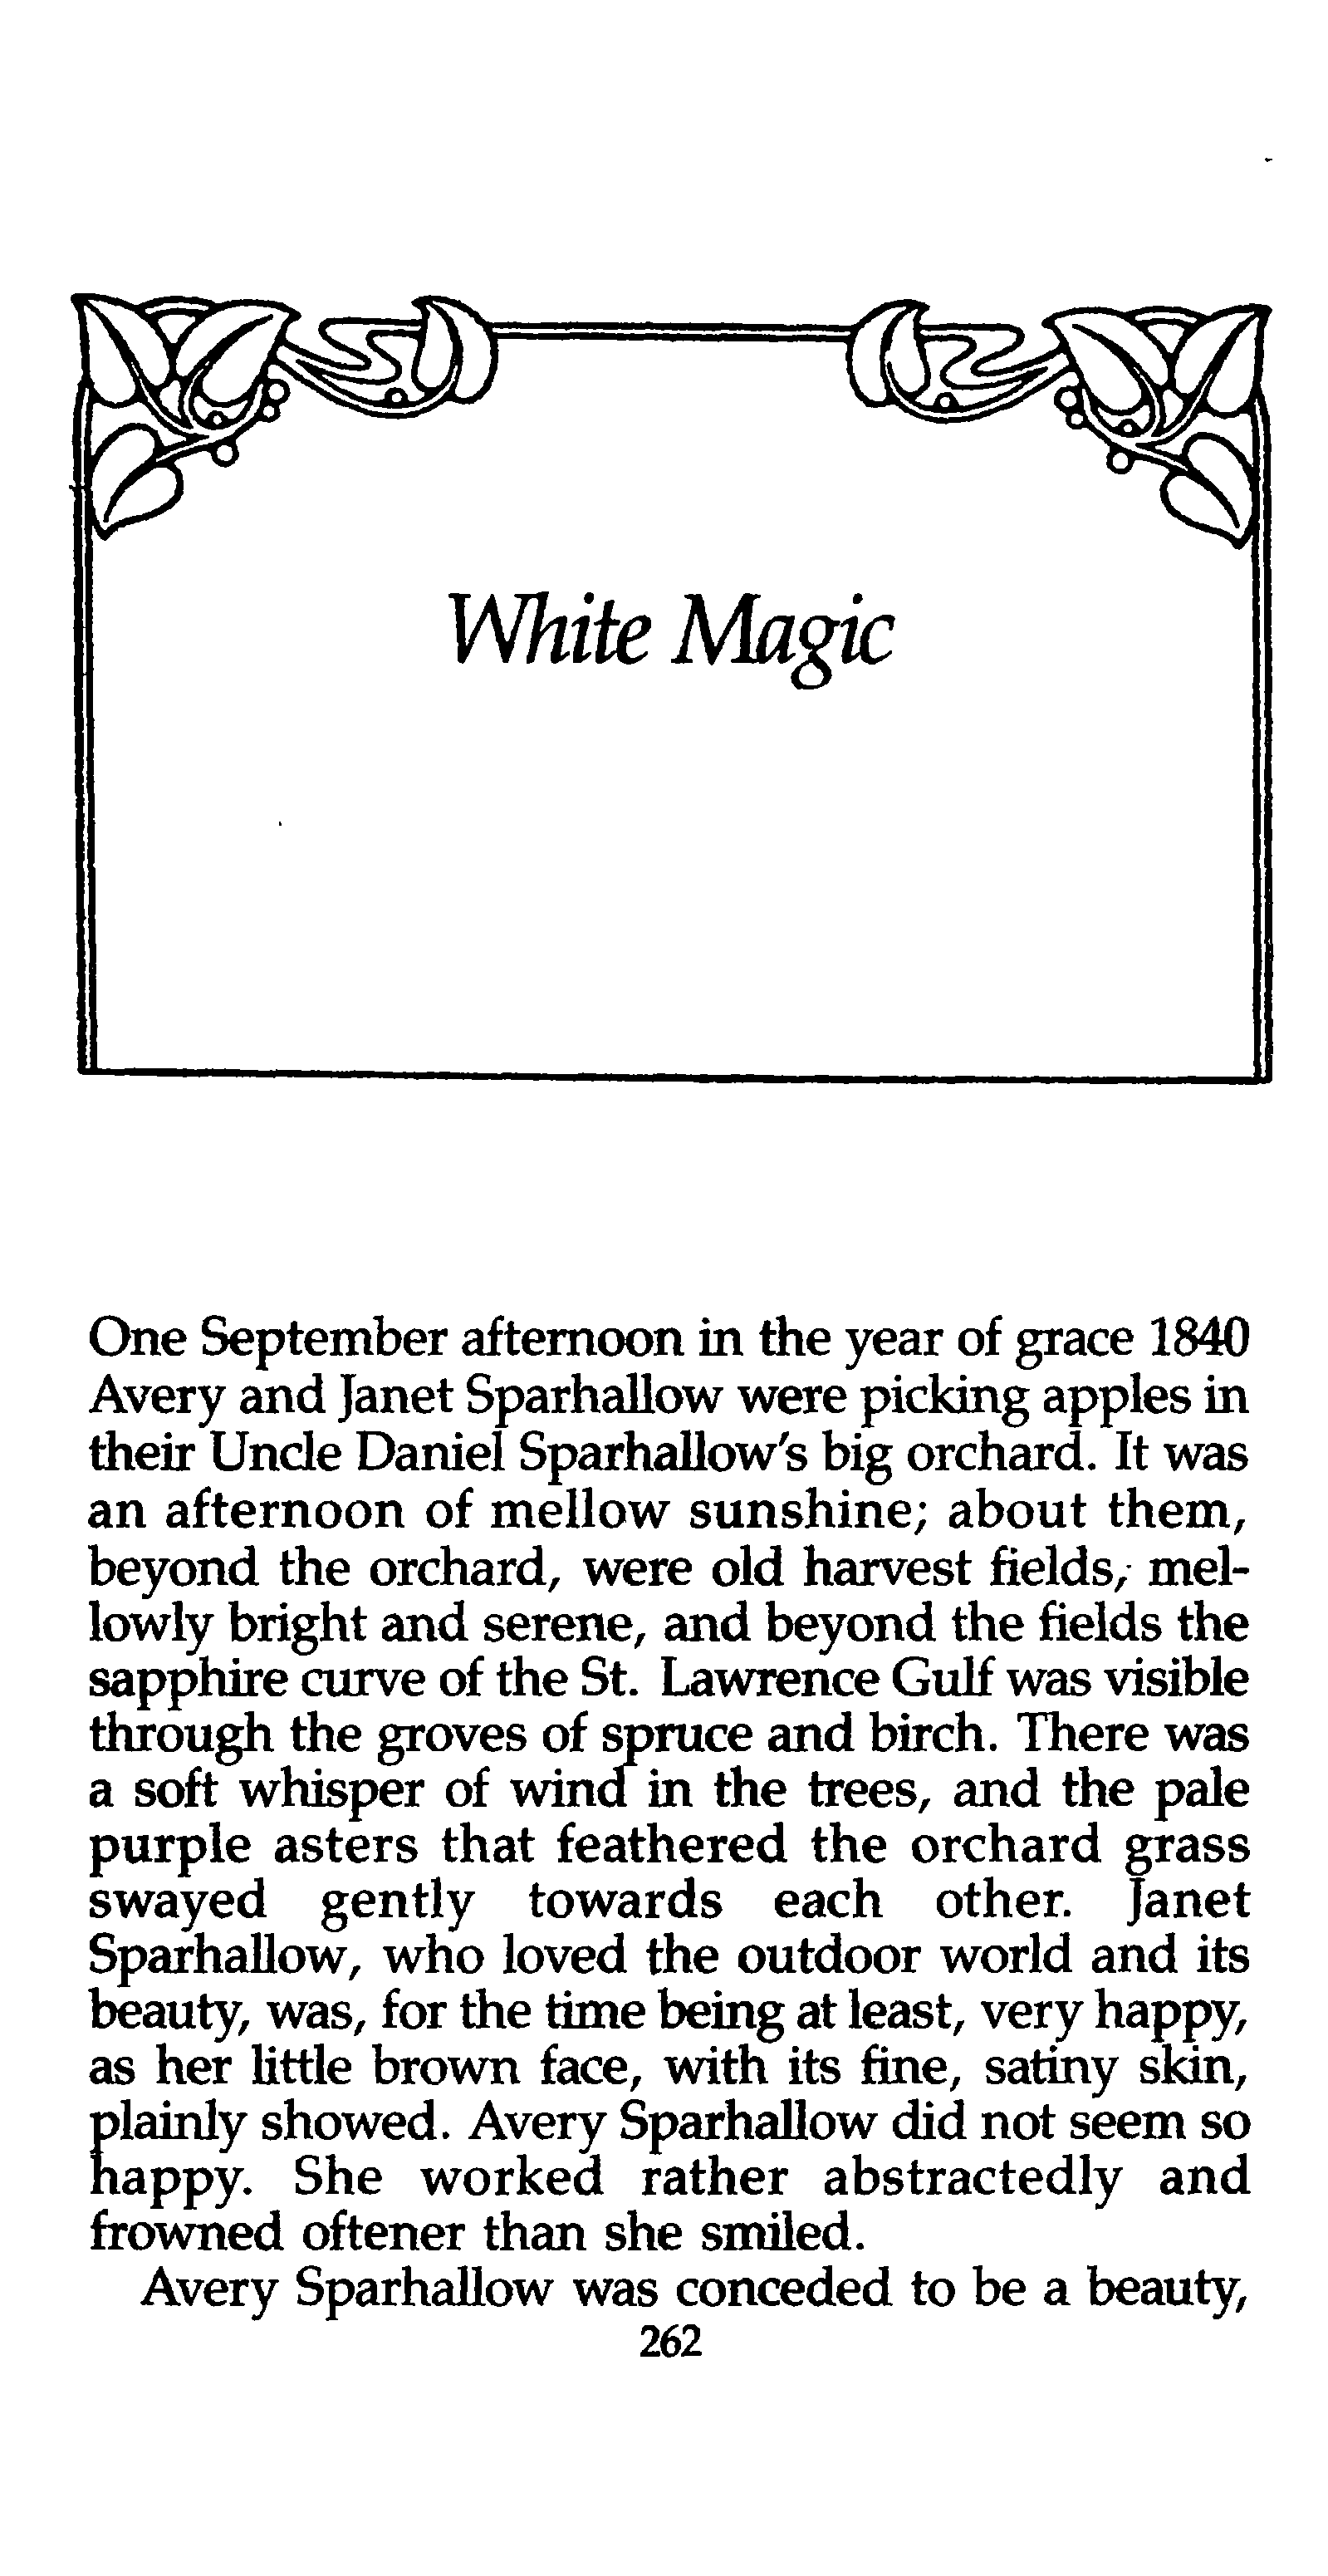 White Magic
One September afternoon in the year of grace 1840
Avery and Janet Sparhallow were picking apples in
their Uncle Daniel Sparhallow's big orchard. It was
an afternoon of mellow sunshine; about them,
beyond the orchard, were old harvest fields, mel-
lowly bright and serene, and beyond the fields the
sapphire curve of the St. Lawrence Gulf was visible
through the groves of spruce and birch. There was
a soft whisper of wind in the trees, and the pale
purple asters that feathered the orchard grass
swayed gently towards each other. Janet
Sparhallow, who loved the outdoor world and its
beauty, was, for the time being at least, very happy,
as her little brown face, with its fine, satiny skin,
plainly showed. Avery Sparhallow did not seem so
happy. She worked rather abstractedly and
frowned oftener than she smiled.
Avery Sparhallow was conceded to be a beauty,
262